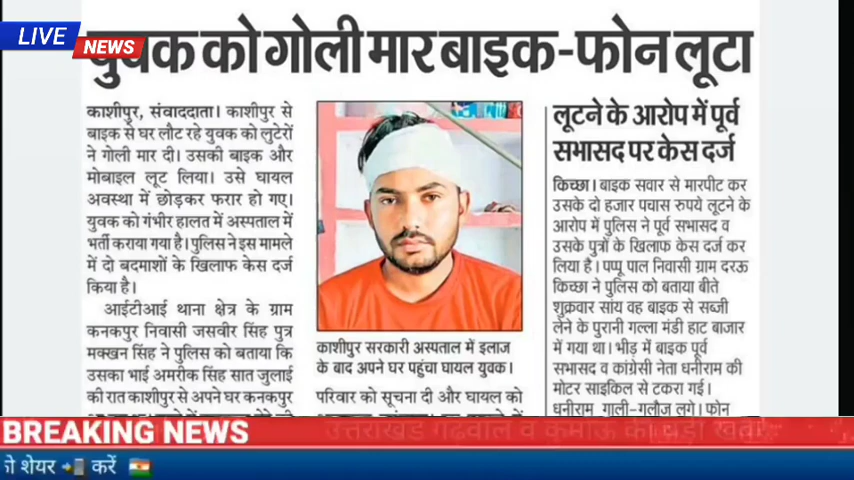 LIVE
NEWS
युवक को गोली मार बाइक-फोन लूटा
काशीपुर, संवाददाता। काशीपुर से
बाइक से घर लौट रहे युवक को लुटेरों
ने गोली मार दी। उसकी बाइक और
मोबाइल लूट लिया। उसे घायल
अवस्था में छोड़कर फरार हो गए।
युवक को गंभीर हालत में अस्पताल में
भर्ती कराया गया है। पुलिस ने इस मामले
में दो बदमाशों के खिलाफ केस दर्ज
किया है।
आईटीआई थाना क्षेत्र के ग्राम
कनकपुर निवासी जसवीर सिंह पुत्र
मक्खन सिंह ने पुलिस को बताया कि
उसका भाई अमरीक सिंह सात जुलाई
की रात काशीपुर से अपने घर कनकपुर
काशीपुर सरकारी अस्पताल में इलाज
के बाद अपने घर पहुंचा घायल युवक।
परिवार को सूचना दी और घायल को
लूटने के आरोप में पूर्व
सभासद पर केस दर्ज
किच्छा। बाइक सवार से मारपीट कर
उसके दो हजार पचास रुपये लूटने के
आरोप में पुलिस ने पूर्व सभासद व
उसके पुत्रों के खिलाफ केस दर्ज कर
लिया है। पप्पू पाल निवासी ग्राम दरऊ
किच्छा ने पुलिस को बताया बीते
शुक्रवार सांय वह बाइक से सब्जी
लेने के पुरानी गल्ला मंडी हाट बाजार
में गया था। भीड़ में बाइक पूर्व
सभासद व कांग्रेसी नेता धनीराम की
मोटर साइकिल से टकरा गई।
धनीराम गाली-गलौज लगे। फोन
BREAKING NEWS
उत्तराखंड गढवाल व कुमाऊं की बड़ी खबर
को शेयर 📲 करें 🇮🇳